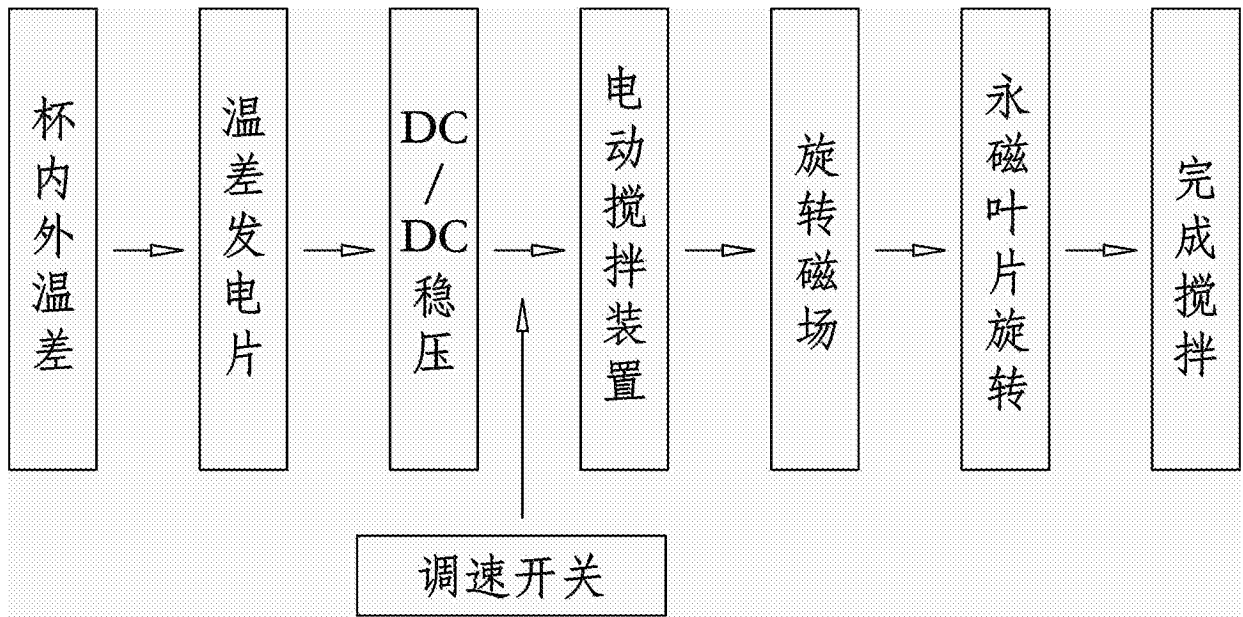 杯内外温差
温差发电片
DC/DC稳压
电动搅拌装置
旋转磁场
永磁叶片旋转
完成搅拌
调速开关